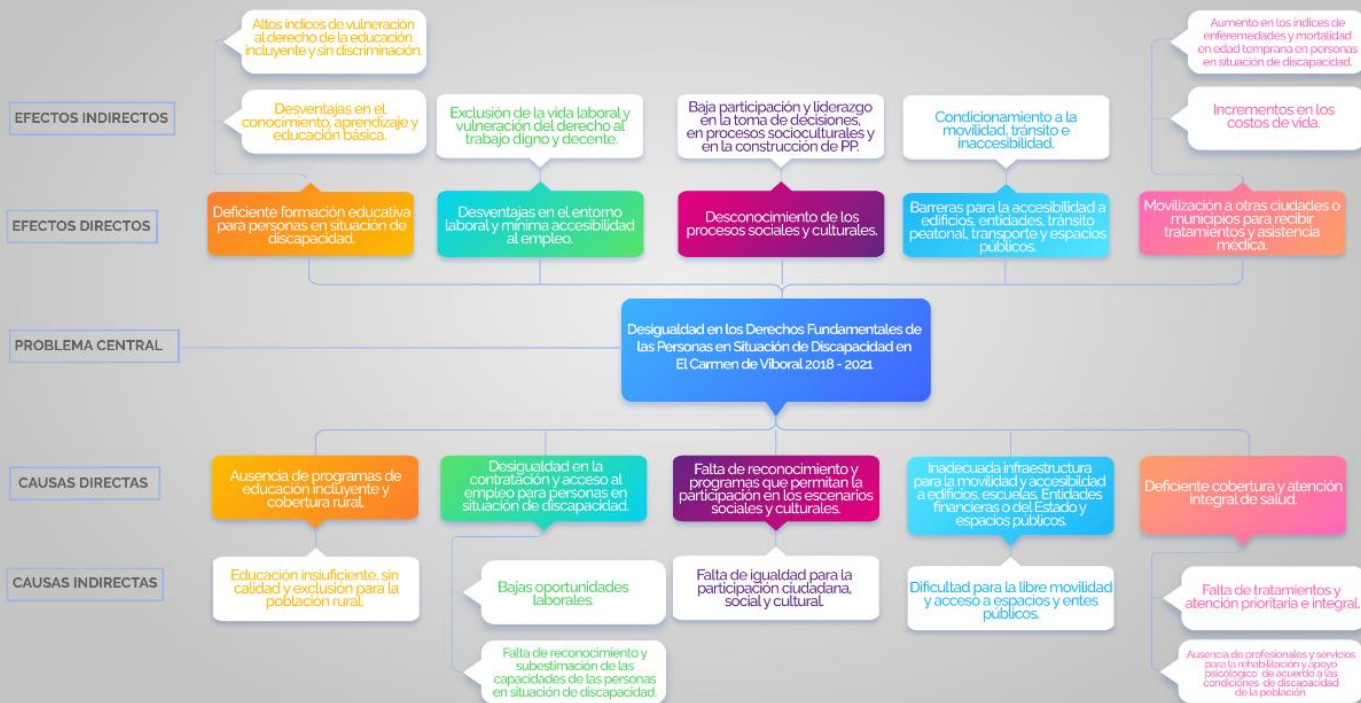 Altos índices de vulneración
al derecho de la educación
incluyente y sin discriminación.
Aumento en los índices de
enferemedades y mortalidad
en edad temprana en personas
en situación de discapacidad.
EFECTOS INDIRECTOS
Desventajas en el
conocimiento, aprendizaje y
educación básica.
Exclusión de la vida laboral y
vulneración del derecho al
trabajo digno y decente.
Baja participación y liderazgo
en la toma de decisiones,
en procesos socioculturales y
en la construcción de PP.
Condicionamiento a la
movilidad, tránsito e
inaccesibilidad.
Incrementos en los
costos de vida.
EFECTOS DIRECTOS
Deficiente formación educativa
para personas en situación de
discapacidad.
Desventajas en el entorno
laboral y mínima accesibilidad
al empleo.
Desconocimiento de los
procesos sociales y culturales.
Barreras para la accesibilidad a
edificios, entidades, tránsito
peatonal, transporte y espacios
públicos.
Movilización a otras ciudades o
municipios para recibir
tratamientos y asistencia
médica.
PROBLEMA CENTRAL
Desigualdad en los Derechos Fundamentales de
las Personas en Situación de Discapacidad en
El Carmen de Viboral 2018 - 2021
CAUSAS DIRECTAS
Ausencia de programas de
educación incluyente y
cobertura rural.
Desigualdad en la
contratación y acceso al
empleo para personas en
situación de discapacidad.
Falta de reconocimiento y
programas que permitan la
participación en los escenarios
sociales y culturales.
Inadecuada infraestructura
para la movilidad y accesibildad
a edificios, escuelas, Entidades
financieras o del Estado y
espacios públicos.
Deficiente cobertura y atención
integral de salud.
CAUSAS INDIRECTAS
Educación insiuficiente, sin
calidad y exclusión para la
población rural.
Bajas oportunidades
laborales.
Falta de igualdad para la
participación ciudadana,
social y cultural.
Dificultad para la libre movilidad
y acceso a espacios y entes
públicos.
Falta de tratamientos y
atención prioritaria e integral.
Falta de reconocimiento y
subestimación de las
capacidades de las personas
en situación de discapacidad.
Ausencia de profesionales y servicios
para la rehabilitación y apoyo
psicológico de acuerdo a las
condiciones de discapacidad
de la población.